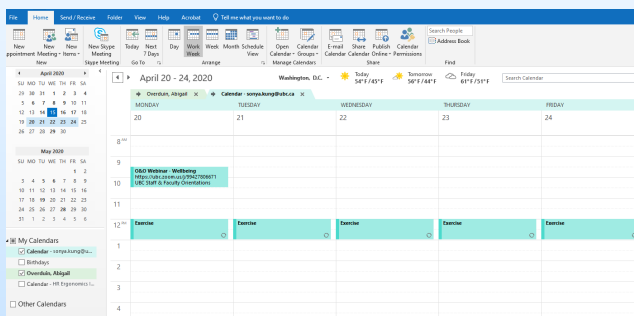 File Home Send / Receive Folder View Help Acrobat Tell me what you want to do
New Appointment New Meeting New Items New Skype Meeting Today Next 7 Days Day Work Week Week Month Schedule View Open Calendar Calendar Groups E-mail Calendar Share Calendar Publish Online Calendar Permissions Search People
Address Book
New Skype Meeting Go To Arrange Manage Calendars Share Find
April 2020
SU MO TU WE TH FR SA
29 30 31 1 2 3 4
5 6 7 8 9 10 11
12 13 14 15 16 17 18
19 20 21 22 23 24 25
26 27 28 29 30
May 2020
SU MO TU WE TH FR SA
1 2
3 4 5 6 7 8 9
10 11 12 13 14 15 16
17 18 19 20 21 22 23
24 25 26 27 28 29 30
31 1 2 3 4 5 6
My Calendars
Calendar - sonya.kung@u...
Birthdays
Overduin, Abigail
Calendar - HR Ergonomics I...
Other Calendars
April 20 - 24, 2020 Washington, D.C. Today 54°F/45°F Tomorrow 56°F/44°F Friday 61°F/51°F Search Calendar
Overduin, Abigail Calendar - sonya.kung@ubc.ca
MONDAY TUESDAY WEDNESDAY THURSDAY FRIDAY
20 21 22 23 24
8 AM
9
O&O Webinar - Wellbeing
https://ubc.zoom.us/j/99427806671
UBC Staff & Faculty Orientations
10
11
12 PM Exercise Exercise Exercise Exercise Exercise
1
2
3
4